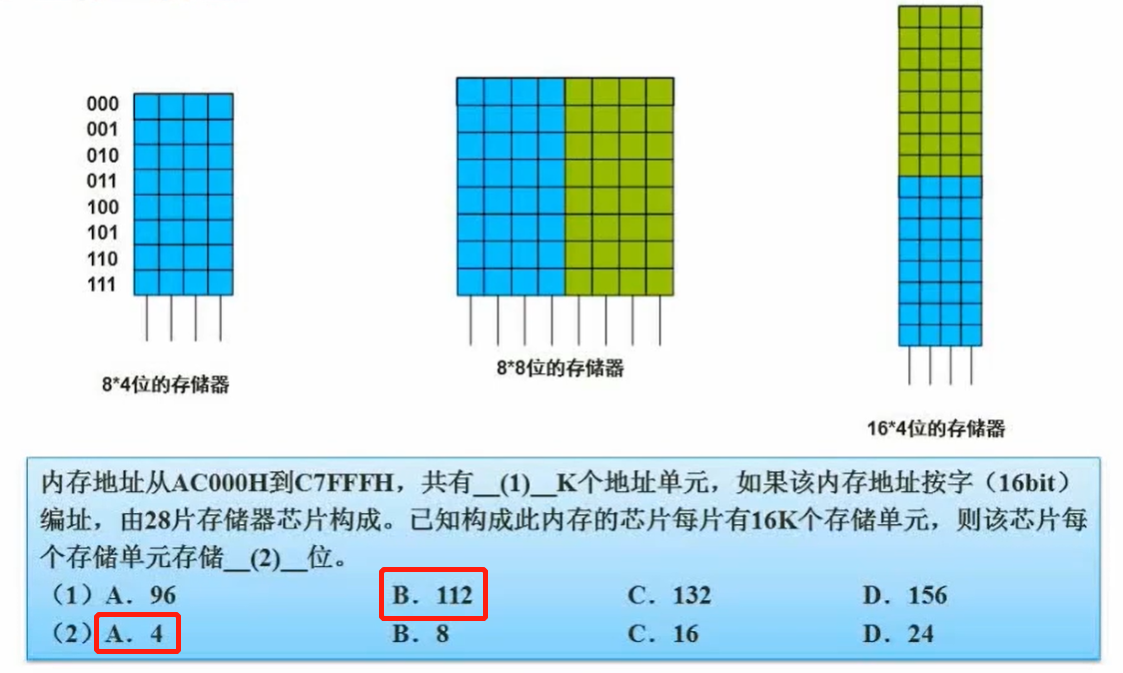 000
001
010
011
100
101
110
111
8*4位的存储器
8*8位的存储器
16*4位的存储器
内存地址从AC000H到C7FFFH，共有__(1)__K个地址单元，如果该内存地址按字（16bit）
编址，由28片存储器芯片构成。已知构成此内存的芯片每片有16K个存储单元，则该芯片每
个存储单元存储__(2)__位。
（1）A．96 B．112 C．132 D．156
（2）A．4 B．8 C．16 D．24